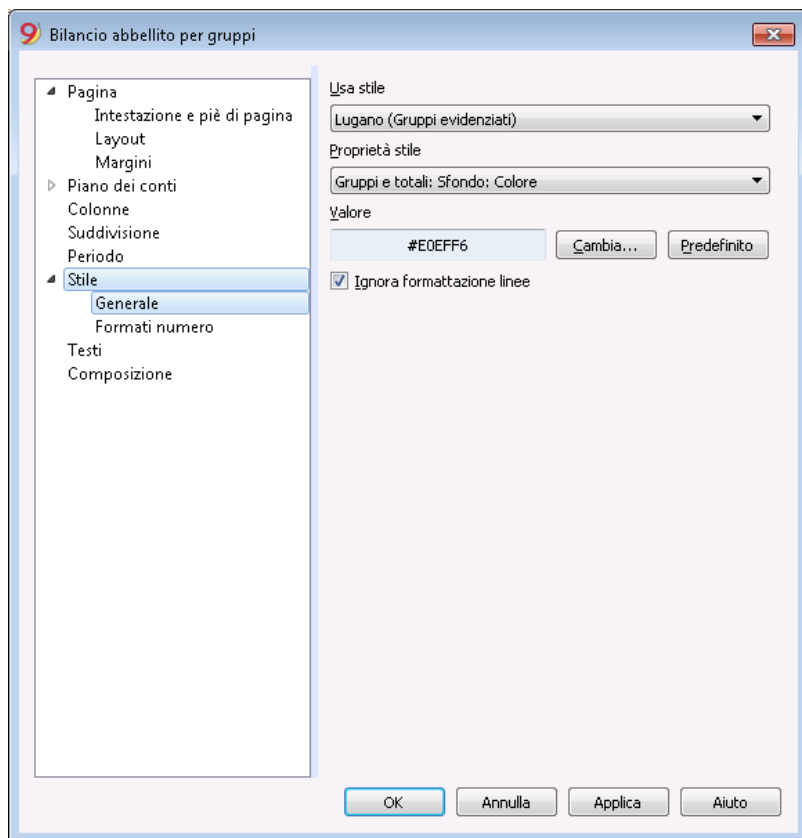 9 Bilancio abbellito per gruppi
Pagina
Intestazione e piè di pagina
Layout
Margini
Piano dei conti
Colonne
Suddivisione
Periodo
Stile
Generale
Formati numero
Testi
Composizione
Usa stile
Lugano (Gruppi evidenziati)
Proprietà stile
Gruppi e totali: Sfondo: Colore
Valore
#E0EFF6 Cambia... Predefinito
Ignora formattazione linee
OK Annulla Applica Aiuto